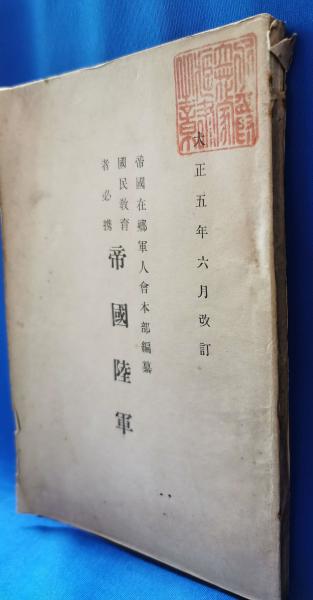 大正五年六月改訂
帝國在郷軍人會本部編纂
國民教育
者必携
帝國陸軍